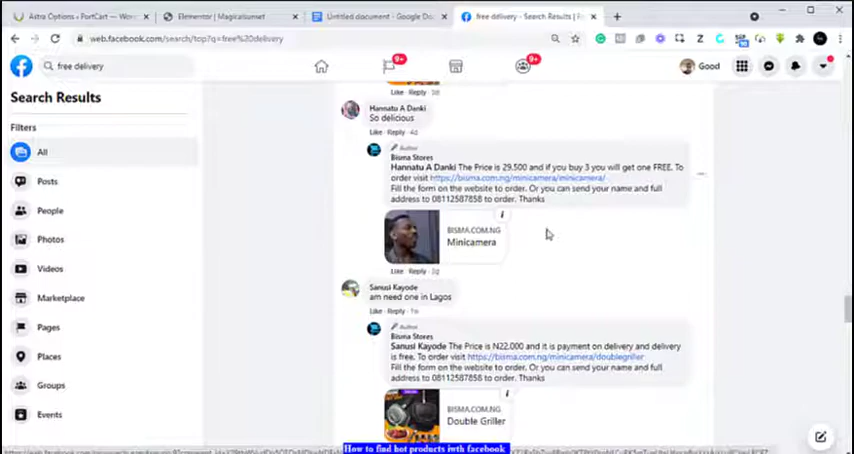 Astra Options ‹ PortCart — Wor
Elementor | Magicalsunset
Untitled document - Google Do
free delivery - Search Results | F
web.facebook.com/search/top?q=free%20delivery
free delivery
9+
9+
Good
Search Results
Filters
All
Posts
People
Photos
Videos
Marketplace
Pages
Places
Groups
Events
Like · Reply · 3d
Hannatu A Danki
So delicious
Like · Reply · 4d
Author
Bisma Stores
Hannatu A Danki The Price is 29,500 and if you buy 3 you will get one FREE. To
order visit https://bisma.com.ng/minicamera/minicamera/
Fill the form on the website to order. Or you can send your name and full
address to 08112587858 to order. Thanks
BISMA.COM.NG
Minicamera
Like · Reply · 3d
Sanusi Kayode
am need one in Lagos
Like · Reply · 1w
Author
Bisma Stores
Sanusi Kayode The Price is N22,000 and it is payment on delivery and delivery
is free. To order visit https://bisma.com.ng/minicamera/doublegriller
Fill the form on the website to order. Or you can send your name and full
address to 08112587858 to order. Thanks
BISMA.COM.NG
Double Griller
How to find hot products iwth facebook